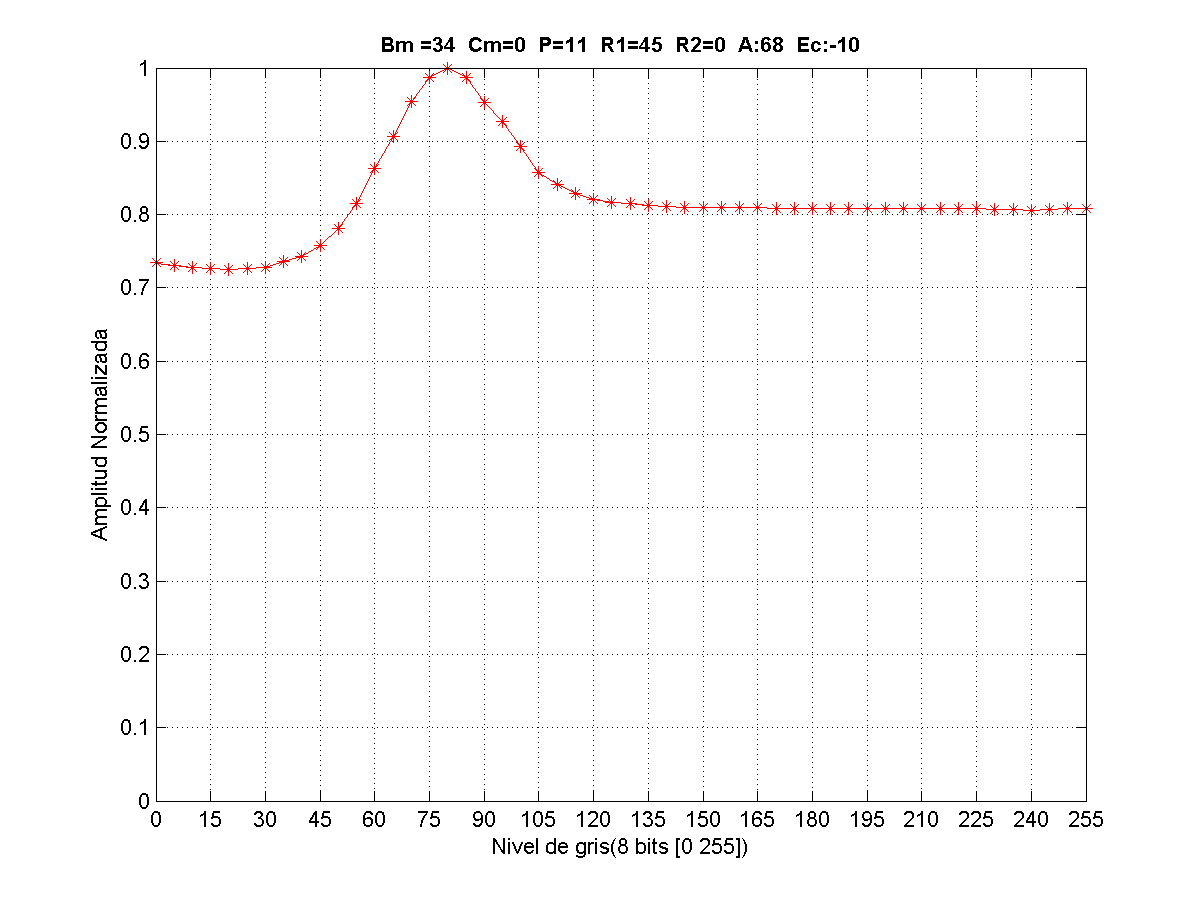 Bm =34 Cm=0 P=11 R1=45 R2=0 A:68 Ec:-10
1
0.9
0.8
0.7
0.6
0.5
0.4
0.3
0.2
0.1
0
Amplitud Normalizada
0 15 30 45 60 75 90 105 120 135 150 165 180 195 210 225 240 255
Nivel de gris(8 bits [0 255])